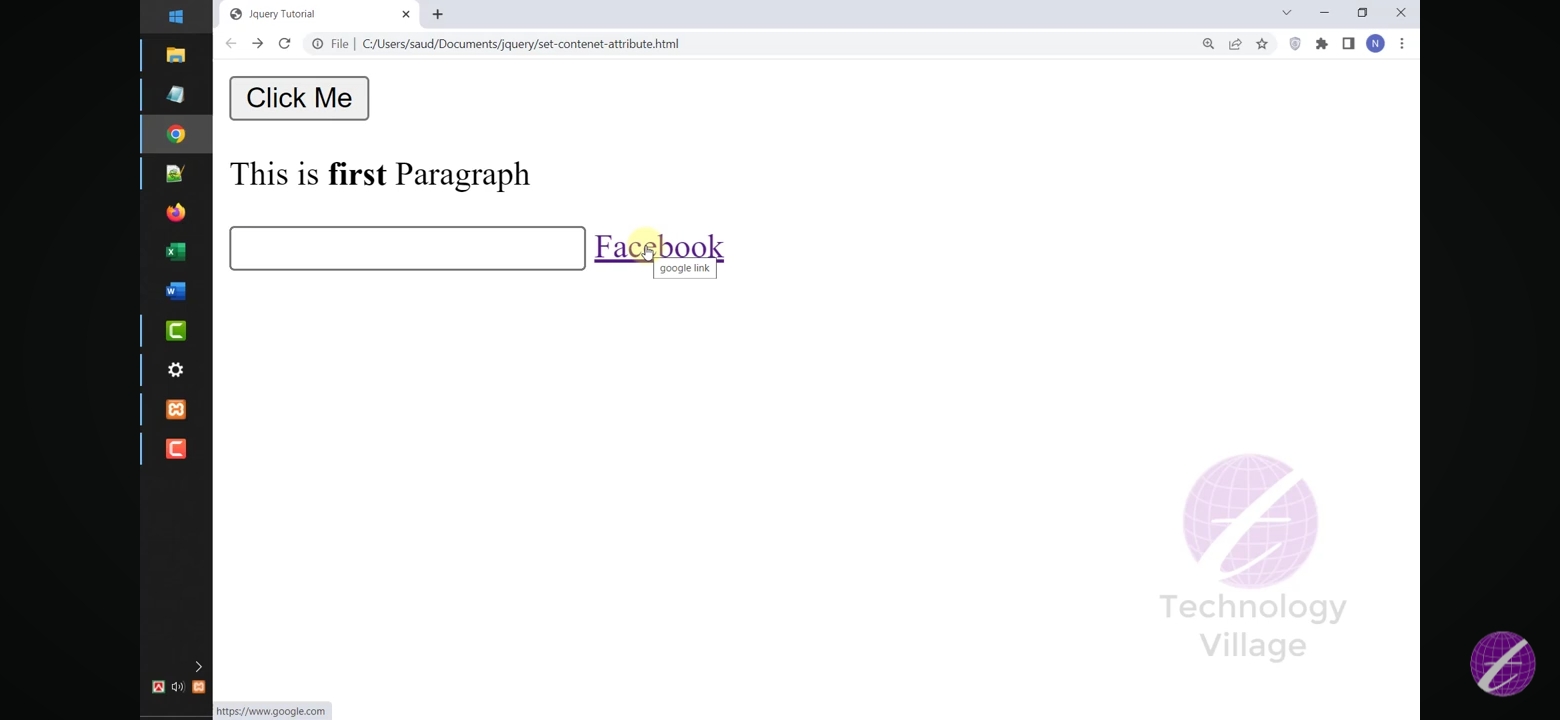 Jquery Tutorial
File
C:/Users/saud/Documents/jquery/set-contenet-attribute.html
N
Click Me
This is first Paragraph
Facebook
google link
Technology
Village
https://www.google.com